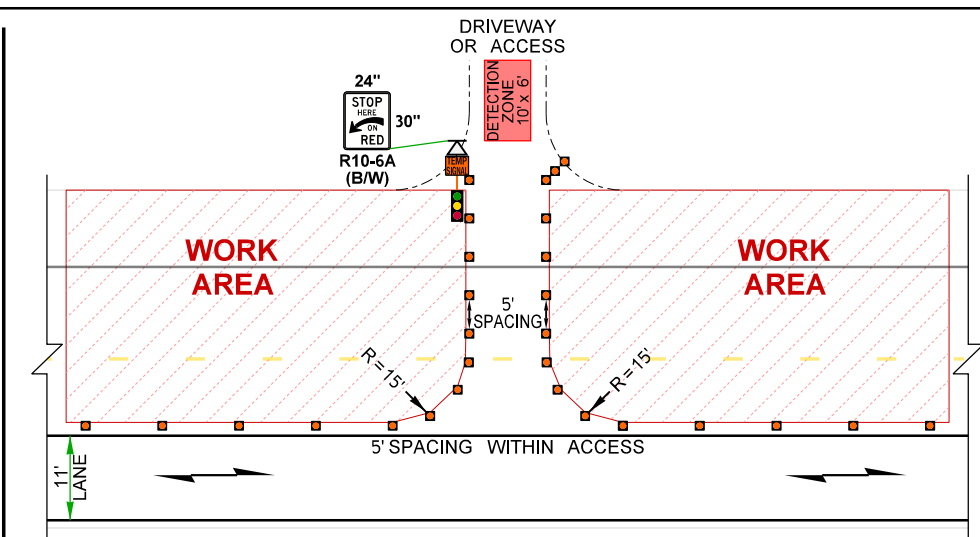 DRIVEWAY
OR ACCESS
DETECTION
ZONE
10' x 6'
24"
STOP
HERE
ON
RED
30"
R10-6A
(B/W)
TEMP
SIGNAL
WORK
AREA
WORK
AREA
5'
SPACING
R = 15'
R = 15'
5' SPACING WITHIN ACCESS
11'
LANE